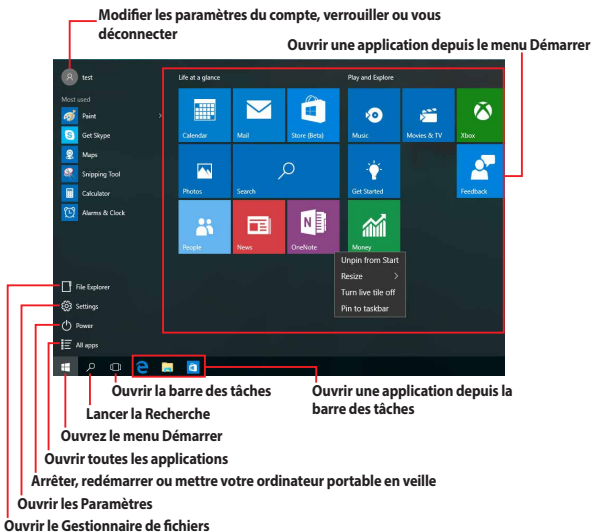 Modifier les paramètres du compte, verrouiller ou vous
déconnecter
Ouvrir une application depuis le menu Démarrer
test
Life at a glance
Play and Explore
Most used
Paint
Get Skype
Maps
Snipping Tool
Calculator
Alarms & Clock
Calendar
Mail
Store (Beta)
Music
Movies & TV
Xbox
Photos
Search
Get Started
Feedback
People
News
OneNote
Money
Unpin from Start
Resize
Turn live tile off
Pin to taskbar
File Explorer
Settings
Power
All apps
Ouvrir la barre des tâches
Ouvrir une application depuis la
barre des tâches
Lancer la Recherche
Ouvrez le menu Démarrer
Ouvrir toutes les applications
Arrêter, redémarrer ou mettre votre ordinateur portable en veille
Ouvrir les Paramètres
Ouvrir le Gestionnaire de fichiers